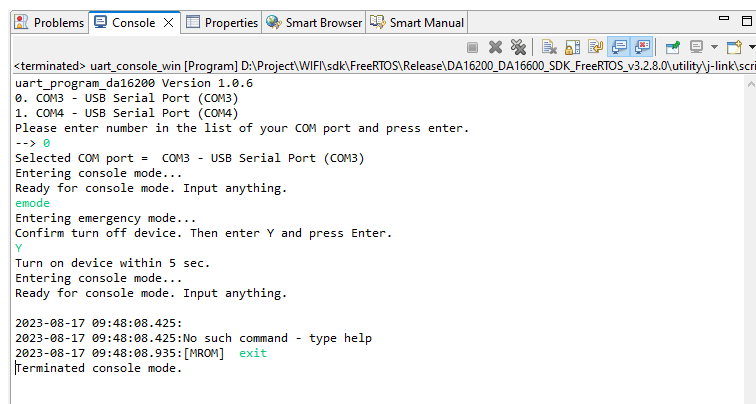 Problems Console Properties Smart Browser Smart Manual
<terminated> uart_console_win [Program] D:\Project\WIFI\sdk\FreeRTOS\Release\DA16200_DA16600_SDK_FreeRTOS_v3.2.8.0\utility\j-link\scri
uart_program_da16200 Version 1.0.6
0. COM3 - USB Serial Port (COM3)
1. COM4 - USB Serial Port (COM4)
Please enter number in the list of your COM port and press enter.
--> 0
Selected COM port =  COM3 - USB Serial Port (COM3)
Entering console mode...
Ready for console mode. Input anything.
emode
Entering emergency mode...
Confirm turn off device. Then enter Y and press Enter.
Y
Turn on device within 5 sec.
Entering console mode...
Ready for console mode. Input anything.
2023-08-17 09:48:08.425:
2023-08-17 09:48:08.425:No such command - type help
2023-08-17 09:48:08.935:[MROM]  exit
Terminated console mode.